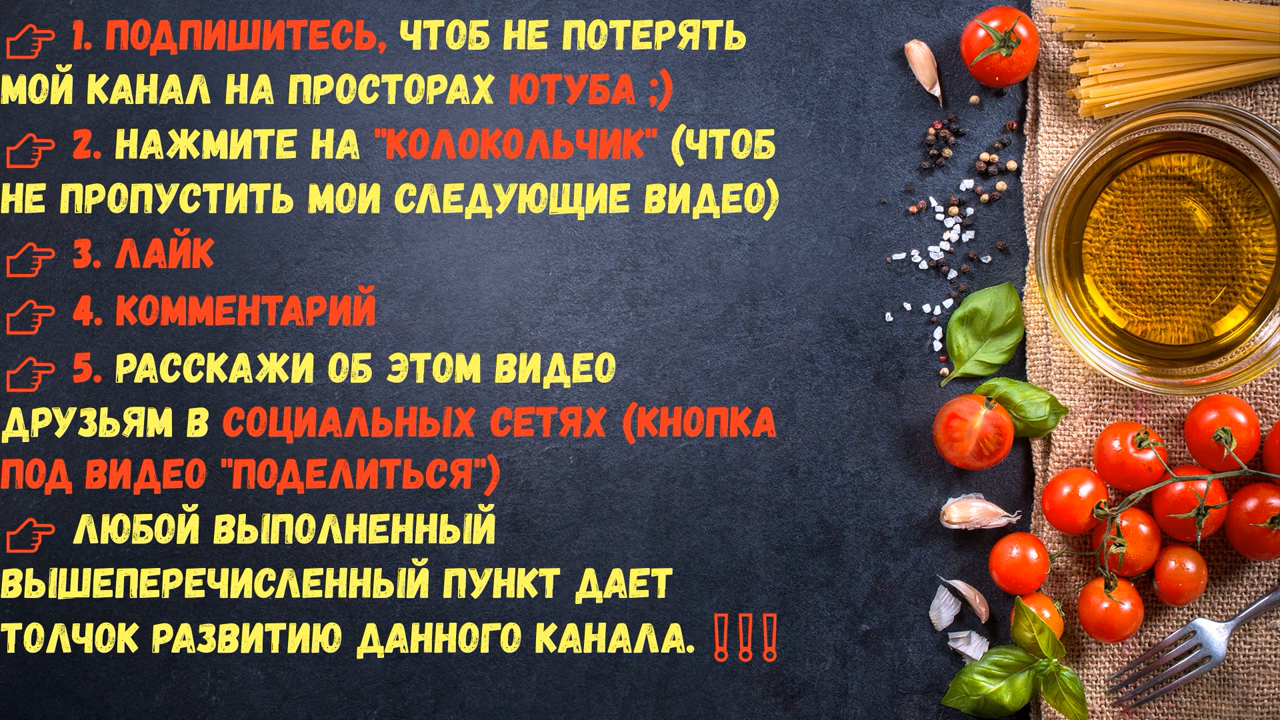 👉 1. ПОДПИШИТЕСЬ, ЧТОБ НЕ ПОТЕРЯТЬ
МОЙ КАНАЛ НА ПРОСТОРАХ ЮТУБА ;)
👉 2. НАЖМИТЕ НА "КОЛОКОЛЬЧИК" (ЧТОБ
НЕ ПРОПУСТИТЬ МОИ СЛЕДУЮЩИЕ ВИДЕО)
👉 3. ЛАЙК
👉 4. КОММЕНТАРИЙ
👉 5. РАССКАЖИ ОБ ЭТОМ ВИДЕО
ДРУЗЬЯМ В СОЦИАЛЬНЫХ СЕТЯХ (КНОПКА
ПОД ВИДЕО "ПОДЕЛИТЬСЯ")
👉 ЛЮБОЙ ВЫПОЛНЕННЫЙ
ВЫШЕПЕРЕЧИСЛЕННЫЙ ПУНКТ ДАЕТ
ТОЛЧОК РАЗВИТИЮ ДАННОГО КАНАЛА. ❗❗❗